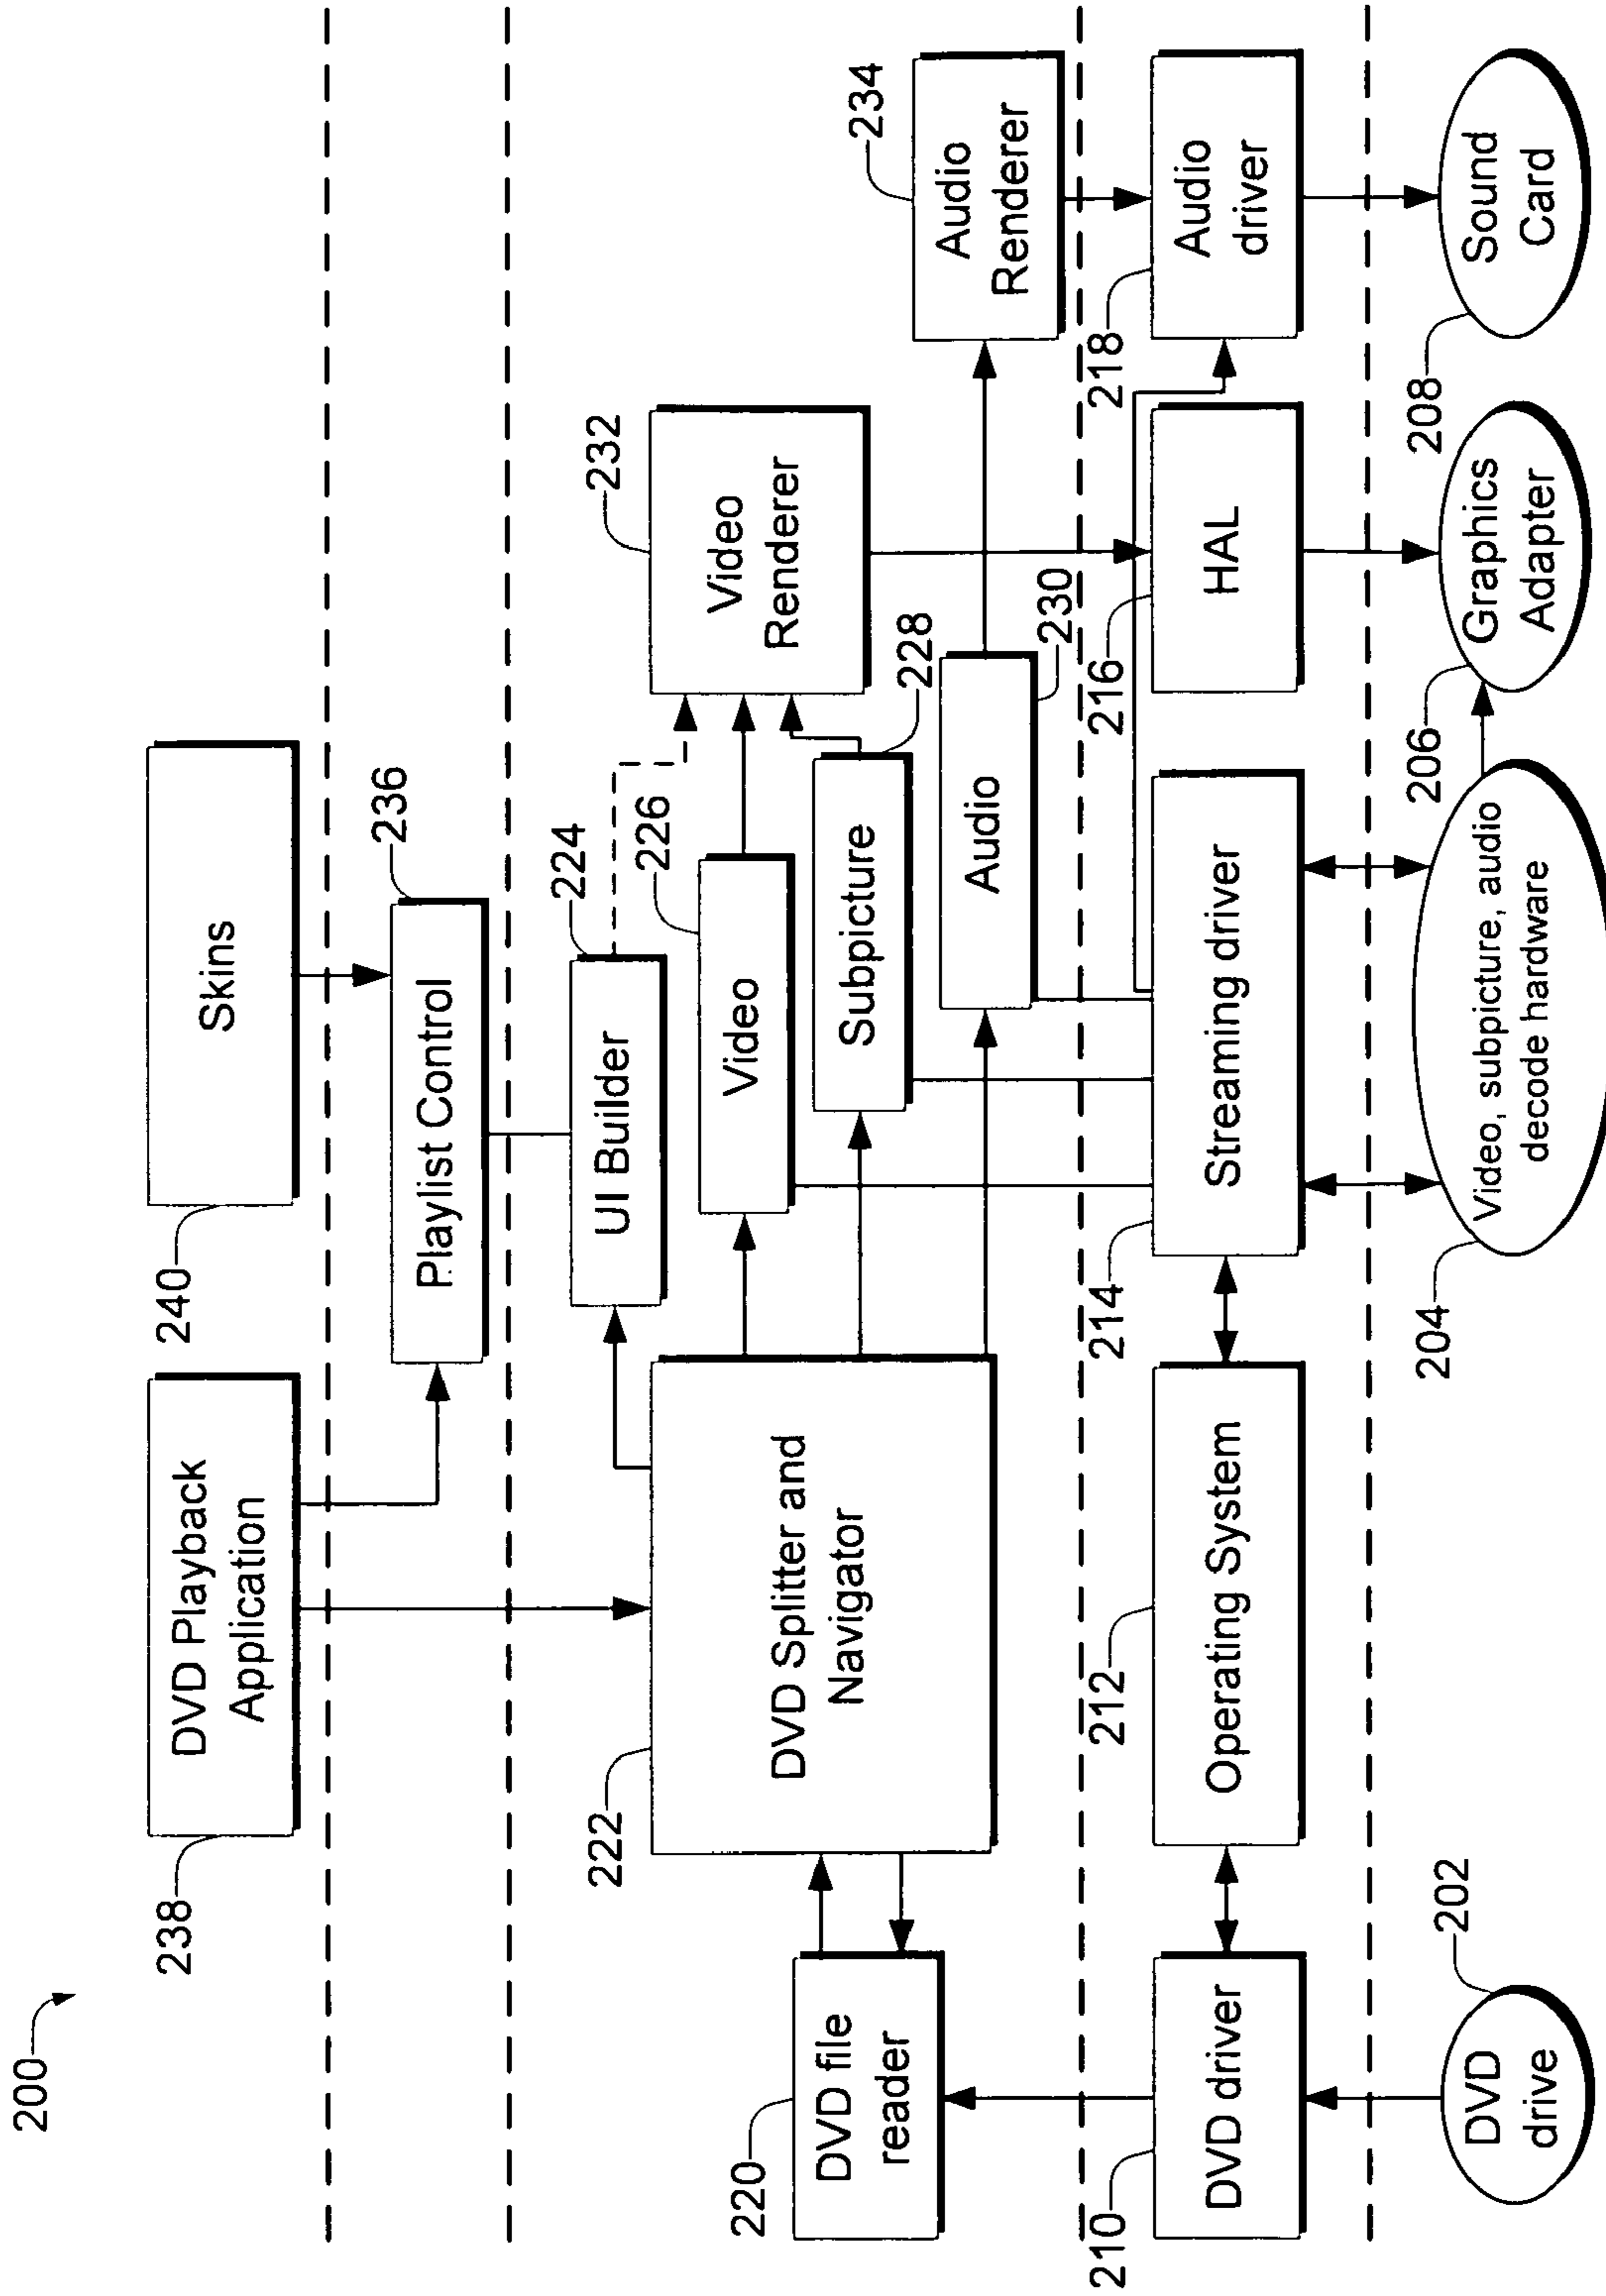 200
238
DVD Playback
Application
240
Skins
236
Playlist Control
224
UI Builder
226
Video
232
Video
Renderer
222
DVD Splitter and
Navigator
228
Subpicture
234
Audio
Renderer
220
DVD file
reader
230
Audio
210
DVD driver
212
Operating System
214
Streaming driver
216
HAL
218
Audio
driver
202
DVD
drive
204
Video, subpicture, audio
decode hardware
206
Graphics
Adapter
208
Sound
Card